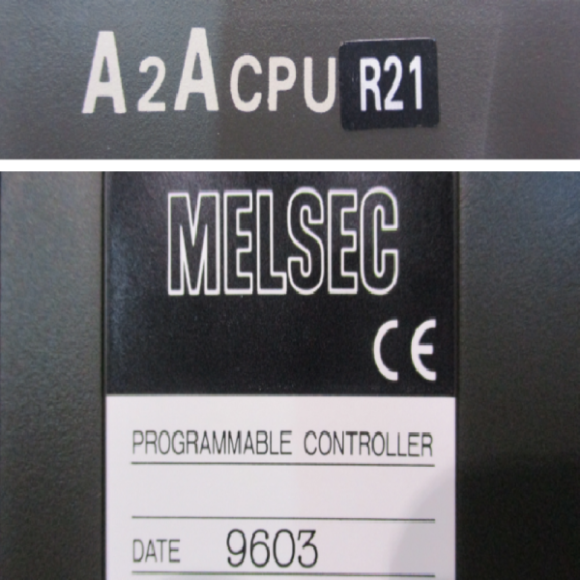 A2ACPU R21
MELSEC
CE
PROGRAMMABLE CONTROLLER
DATE 9603